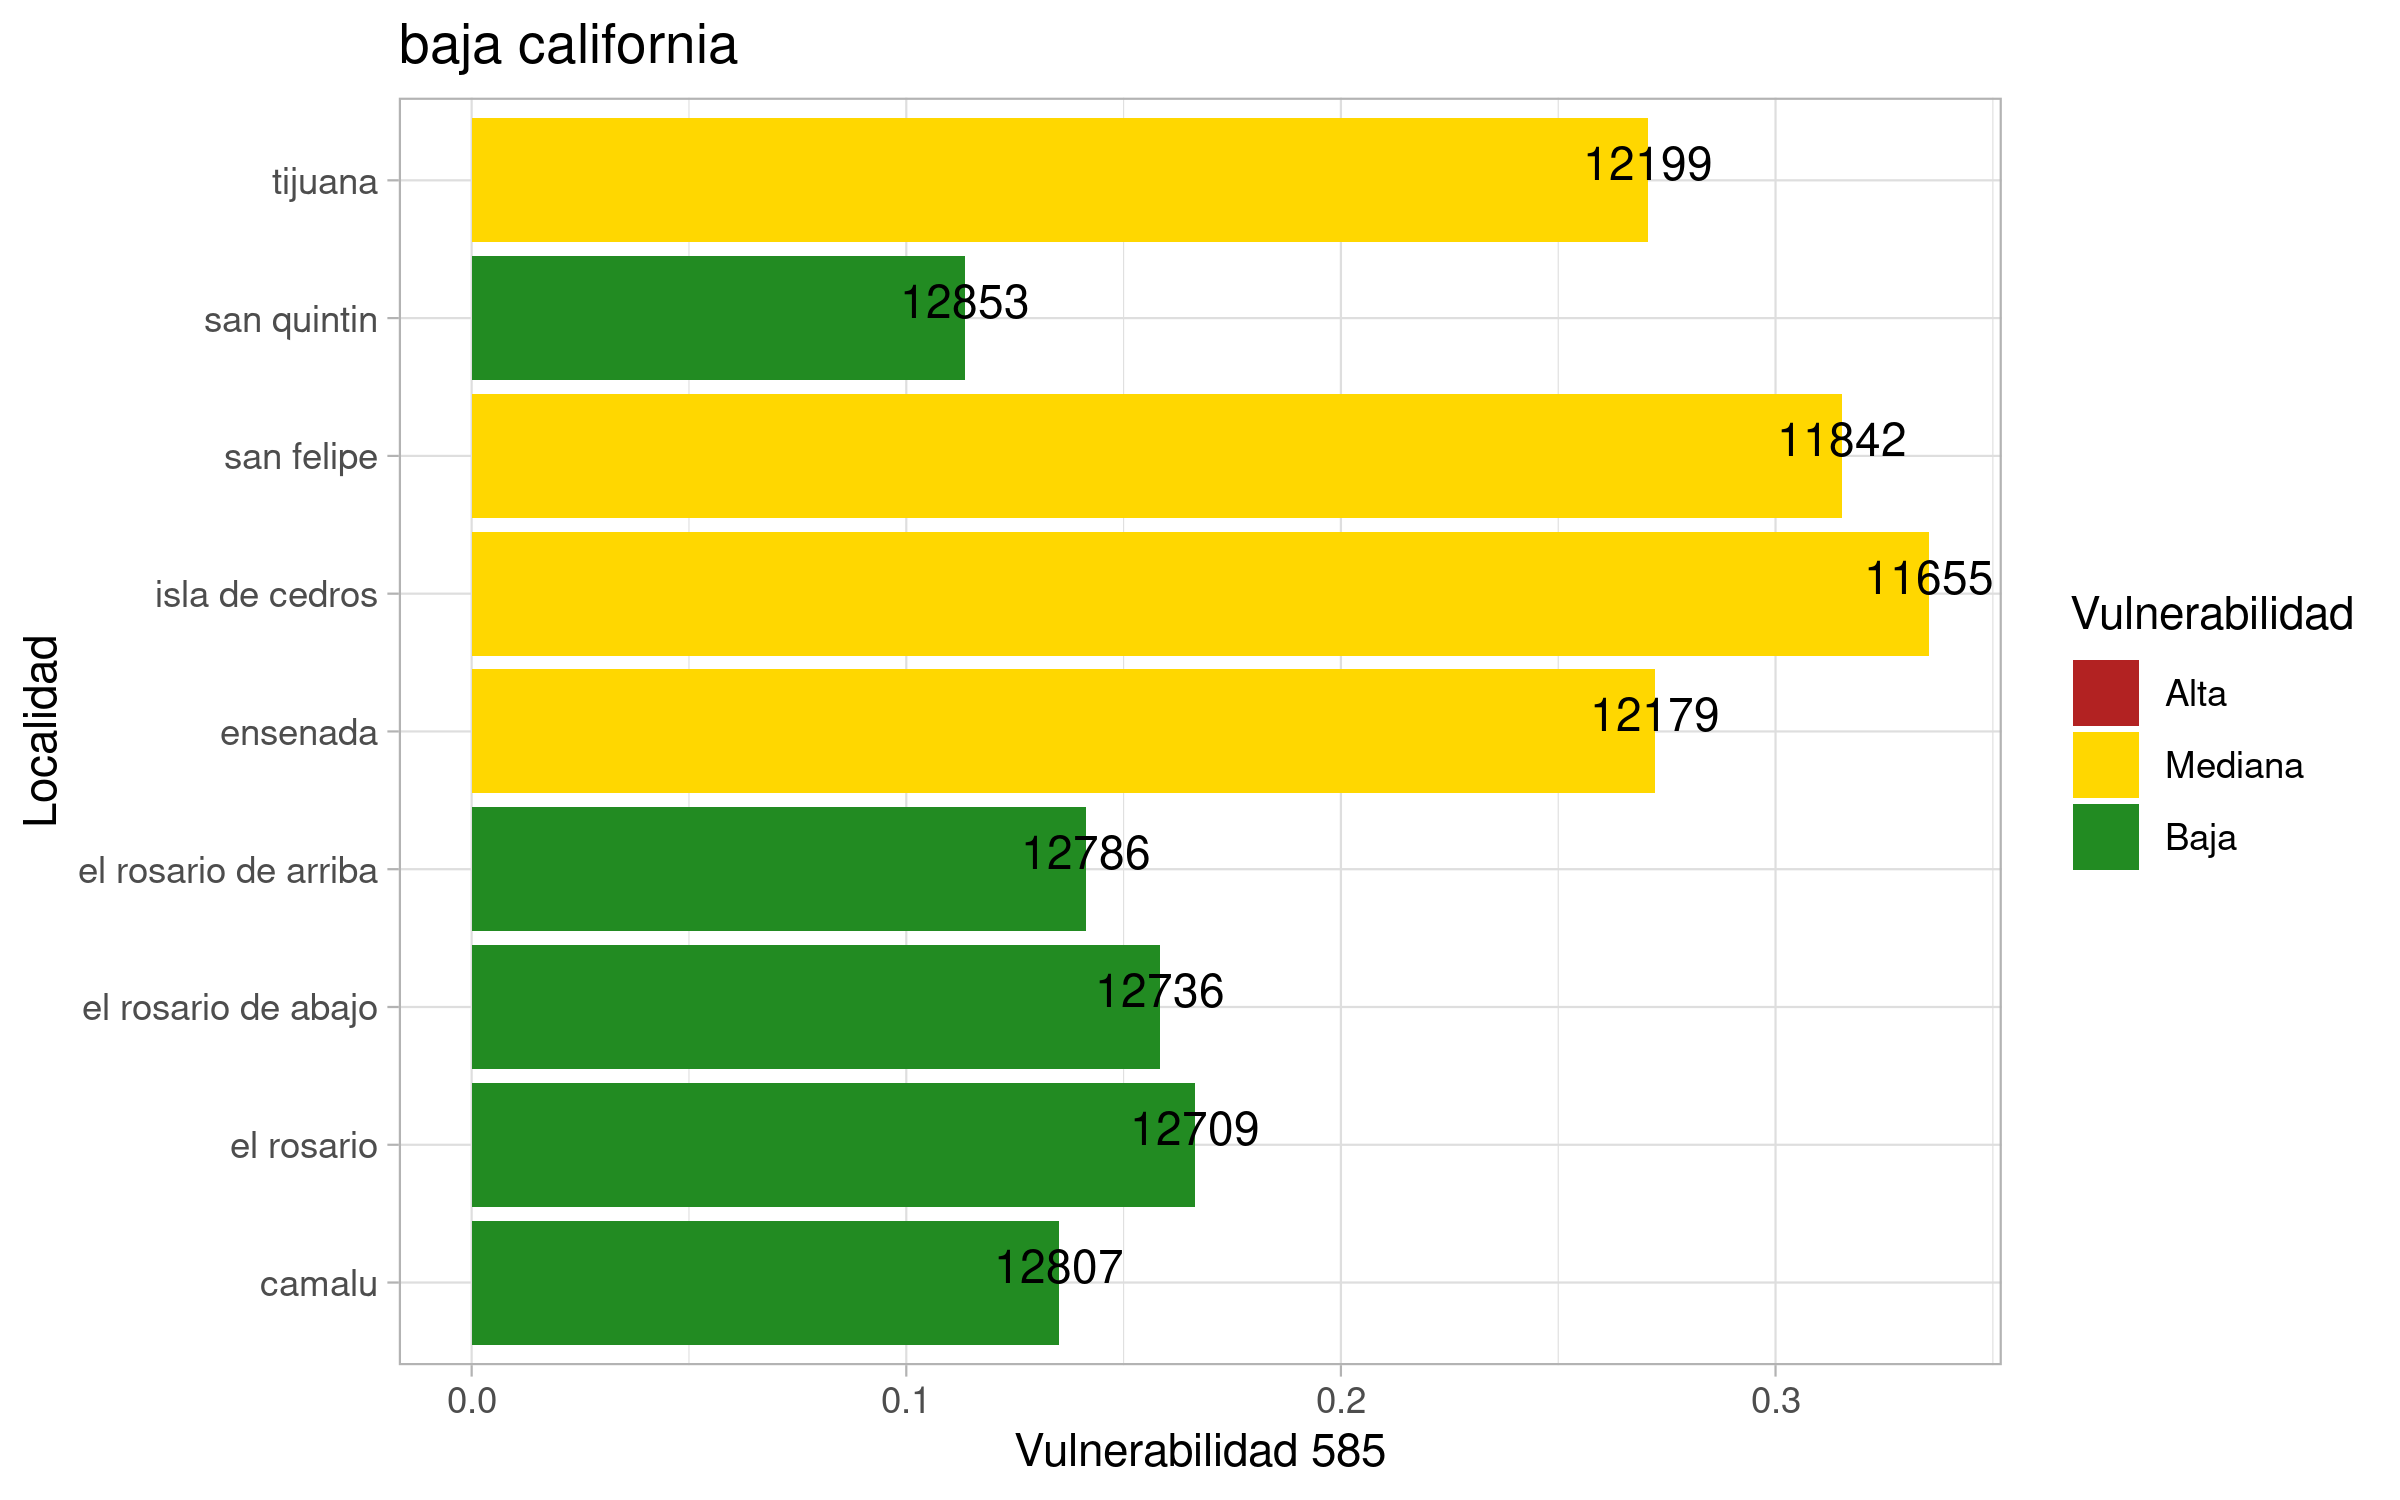 baja california
Localidad
tijuana
12199
san quintin
12853
san felipe
11842
isla de cedros
11655
ensenada
12179
el rosario de arriba
12786
el rosario de abajo
12736
el rosario
12709
camalu
12807
0.0 0.1 0.2 0.3
Vulnerabilidad 585
Vulnerabilidad
Alta
Mediana
Baja